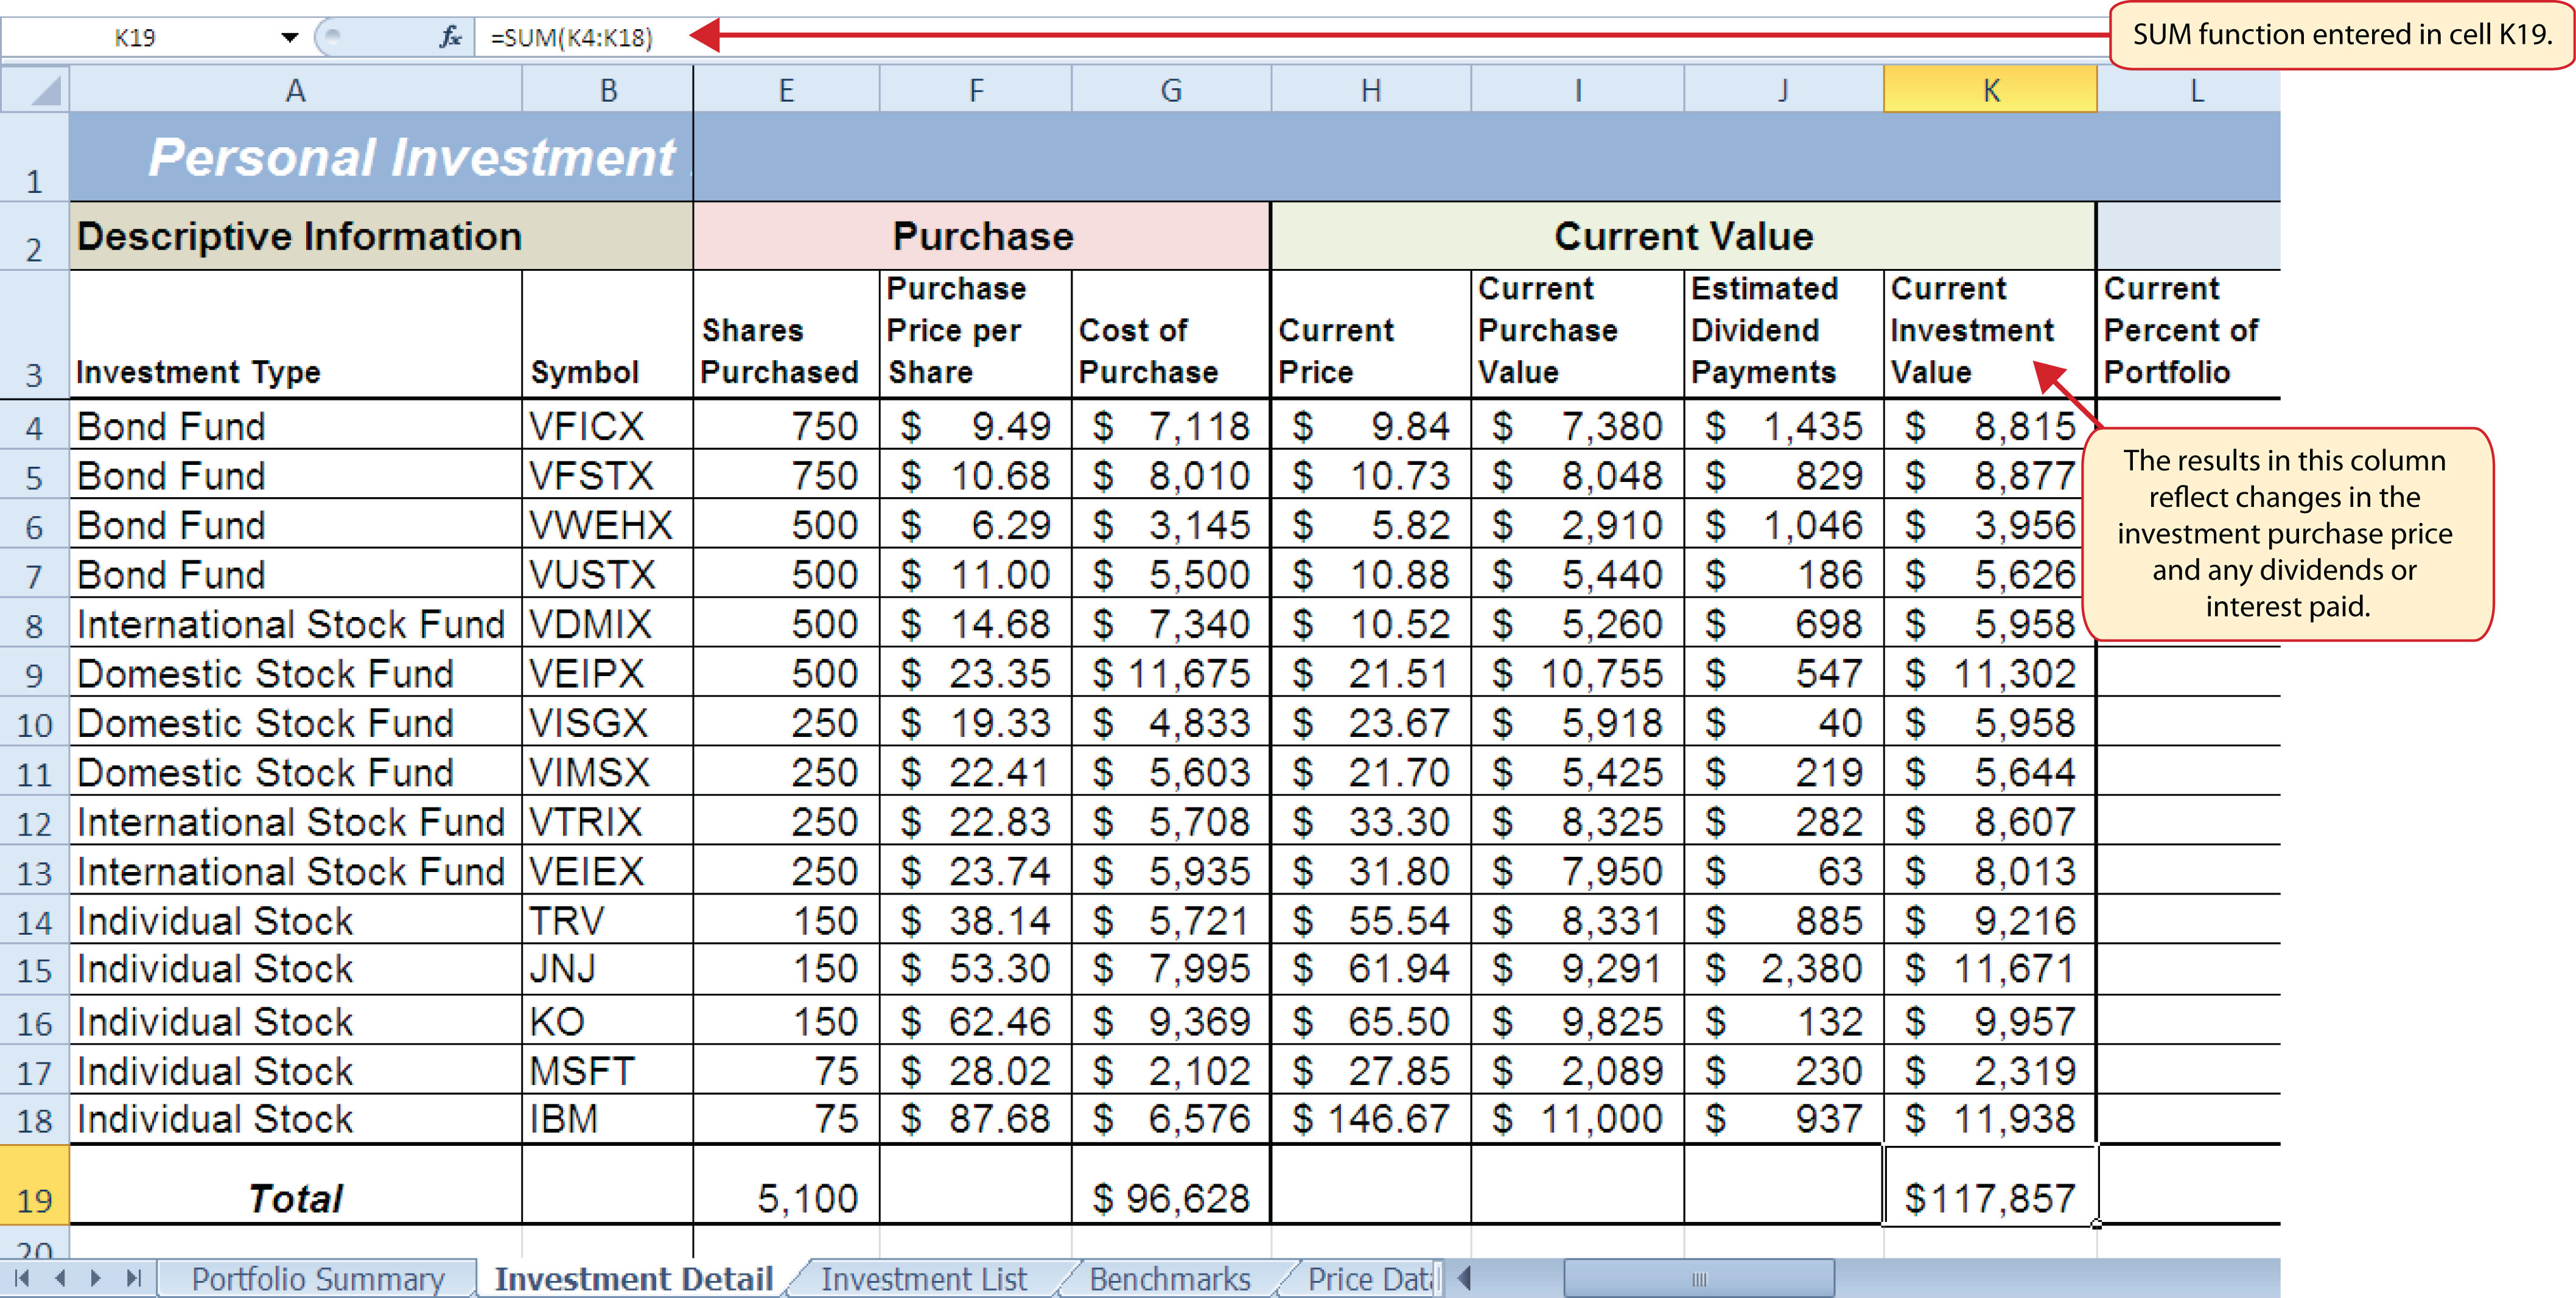 K19 fx =SUM(K4:K18)
SUM function entered in cell K19.
A B E F G H I J K L
1 Personal Investment
2 Descriptive Information Purchase Current Value
3 Investment Type Symbol Shares Purchased Purchase Price per Share Cost of Purchase Current Price Current Purchase Value Estimated Dividend Payments Current Investment Value Current Percent of Portfolio
4 Bond Fund VFICX 750 $ 9.49 $ 7,118 $ 9.84 $ 7,380 $ 1,435 $ 8,815
5 Bond Fund VFSTX 750 $ 10.68 $ 8,010 $ 10.73 $ 8,048 $ 829 $ 8,877
6 Bond Fund VWEHX 500 $ 6.29 $ 3,145 $ 5.82 $ 2,910 $ 1,046 $ 3,956
7 Bond Fund VUSTX 500 $ 11.00 $ 5,500 $ 10.88 $ 5,440 $ 186 $ 5,626
8 International Stock Fund VDMIX 500 $ 14.68 $ 7,340 $ 10.52 $ 5,260 $ 698 $ 5,958
9 Domestic Stock Fund VEIPX 500 $ 23.35 $ 11,675 $ 21.51 $ 10,755 $ 547 $ 11,302
10 Domestic Stock Fund VISGX 250 $ 19.33 $ 4,833 $ 23.67 $ 5,918 $ 40 $ 5,958
11 Domestic Stock Fund VIMSX 250 $ 22.41 $ 5,603 $ 21.70 $ 5,425 $ 219 $ 5,644
12 International Stock Fund VTRIX 250 $ 22.83 $ 5,708 $ 33.30 $ 8,325 $ 282 $ 8,607
13 International Stock Fund VEIEX 250 $ 23.74 $ 5,935 $ 31.80 $ 7,950 $ 63 $ 8,013
14 Individual Stock TRV 150 $ 38.14 $ 5,721 $ 55.54 $ 8,331 $ 885 $ 9,216
15 Individual Stock JNJ 150 $ 53.30 $ 7,995 $ 61.94 $ 9,291 $ 2,380 $ 11,671
16 Individual Stock KO 150 $ 62.46 $ 9,369 $ 65.50 $ 9,825 $ 132 $ 9,957
17 Individual Stock MSFT 75 $ 28.02 $ 2,102 $ 27.85 $ 2,089 $ 230 $ 2,319
18 Individual Stock IBM 75 $ 87.68 $ 6,576 $ 146.67 $ 11,000 $ 937 $ 11,938
19 Total 5,100 $ 96,628 $117,857
20
The results in this column
reflect changes in the
investment purchase price
and any dividends or
interest paid.
Portfolio Summary Investment Detail Investment List Benchmarks Price Dat